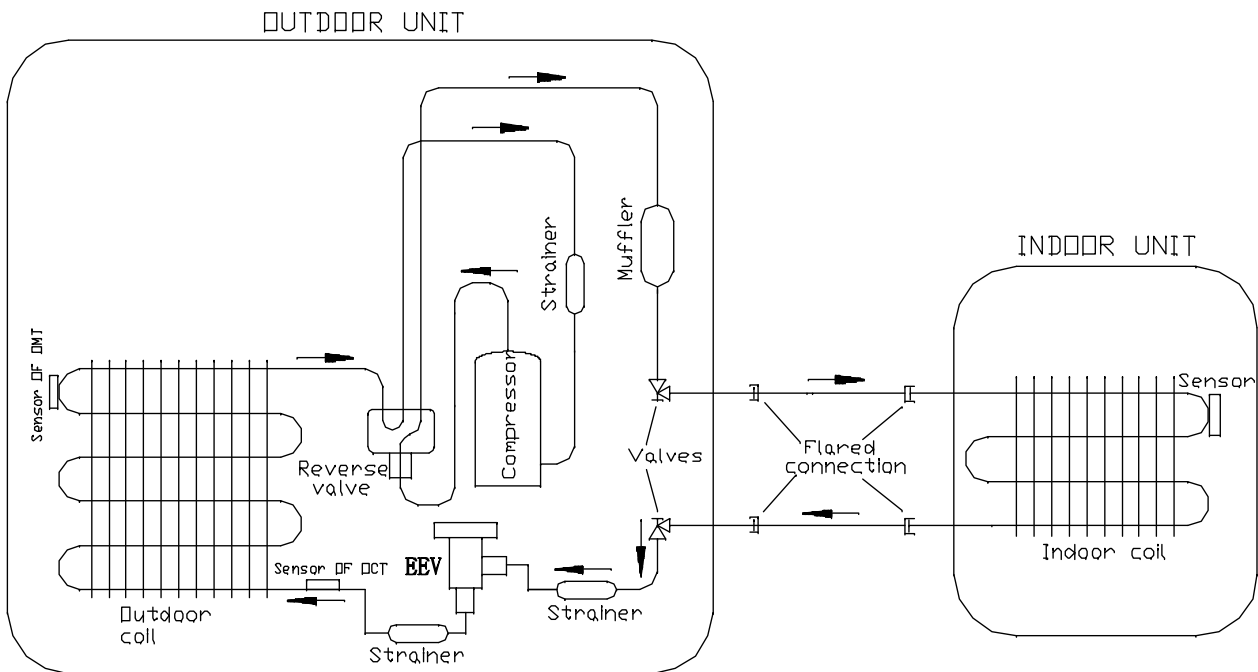 OUTDOOR UNIT
INDOOR UNIT
Strainer
Muffler
Sensor OF OMT
Compressor
Sensor
Reverse
valve
Valves
Flared
connection
Sensor OF OCT
EEV
Indoor coil
Outdoor
coil
Strainer
Strainer